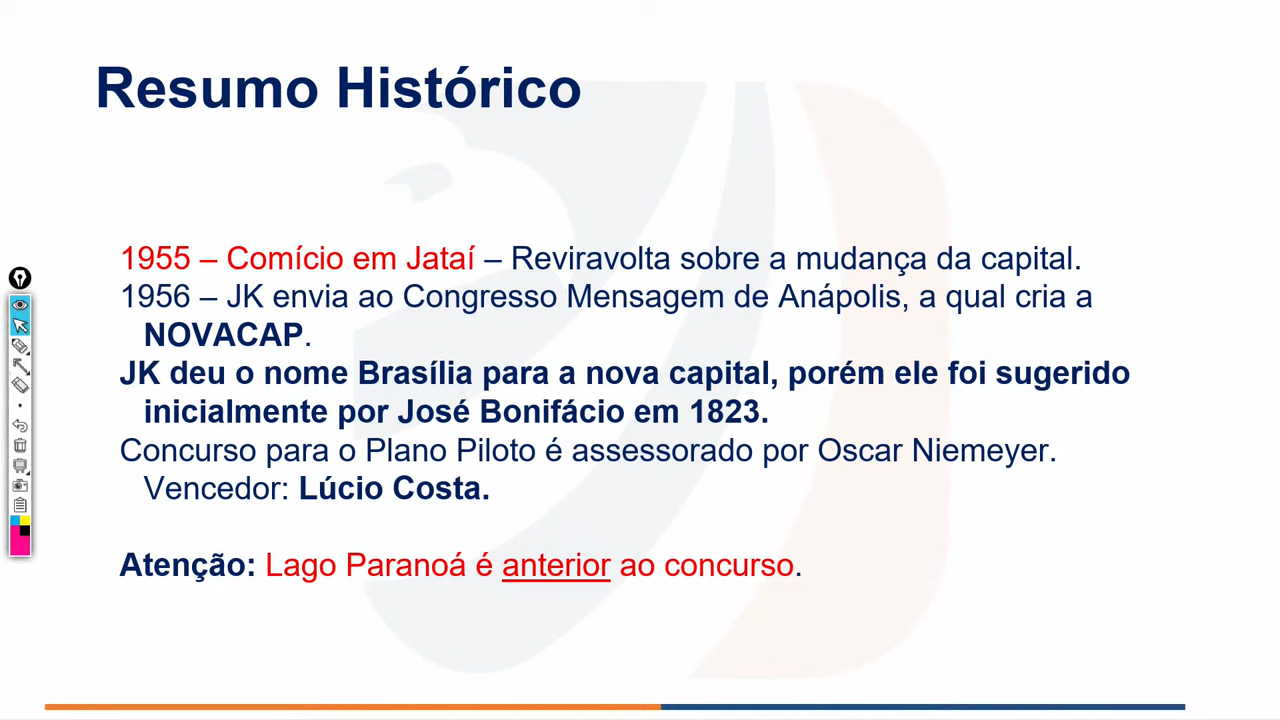 Resumo Histórico
1955 – Comício em Jataí – Reviravolta sobre a mudança da capital.
1956 – JK envia ao Congresso Mensagem de Anápolis, a qual cria a
NOVACAP.
JK deu o nome Brasília para a nova capital, porém ele foi sugerido
inicialmente por José Bonifácio em 1823.
Concurso para o Plano Piloto é assessorado por Oscar Niemeyer.
Vencedor: Lúcio Costa.
Atenção: Lago Paranoá é anterior ao concurso.